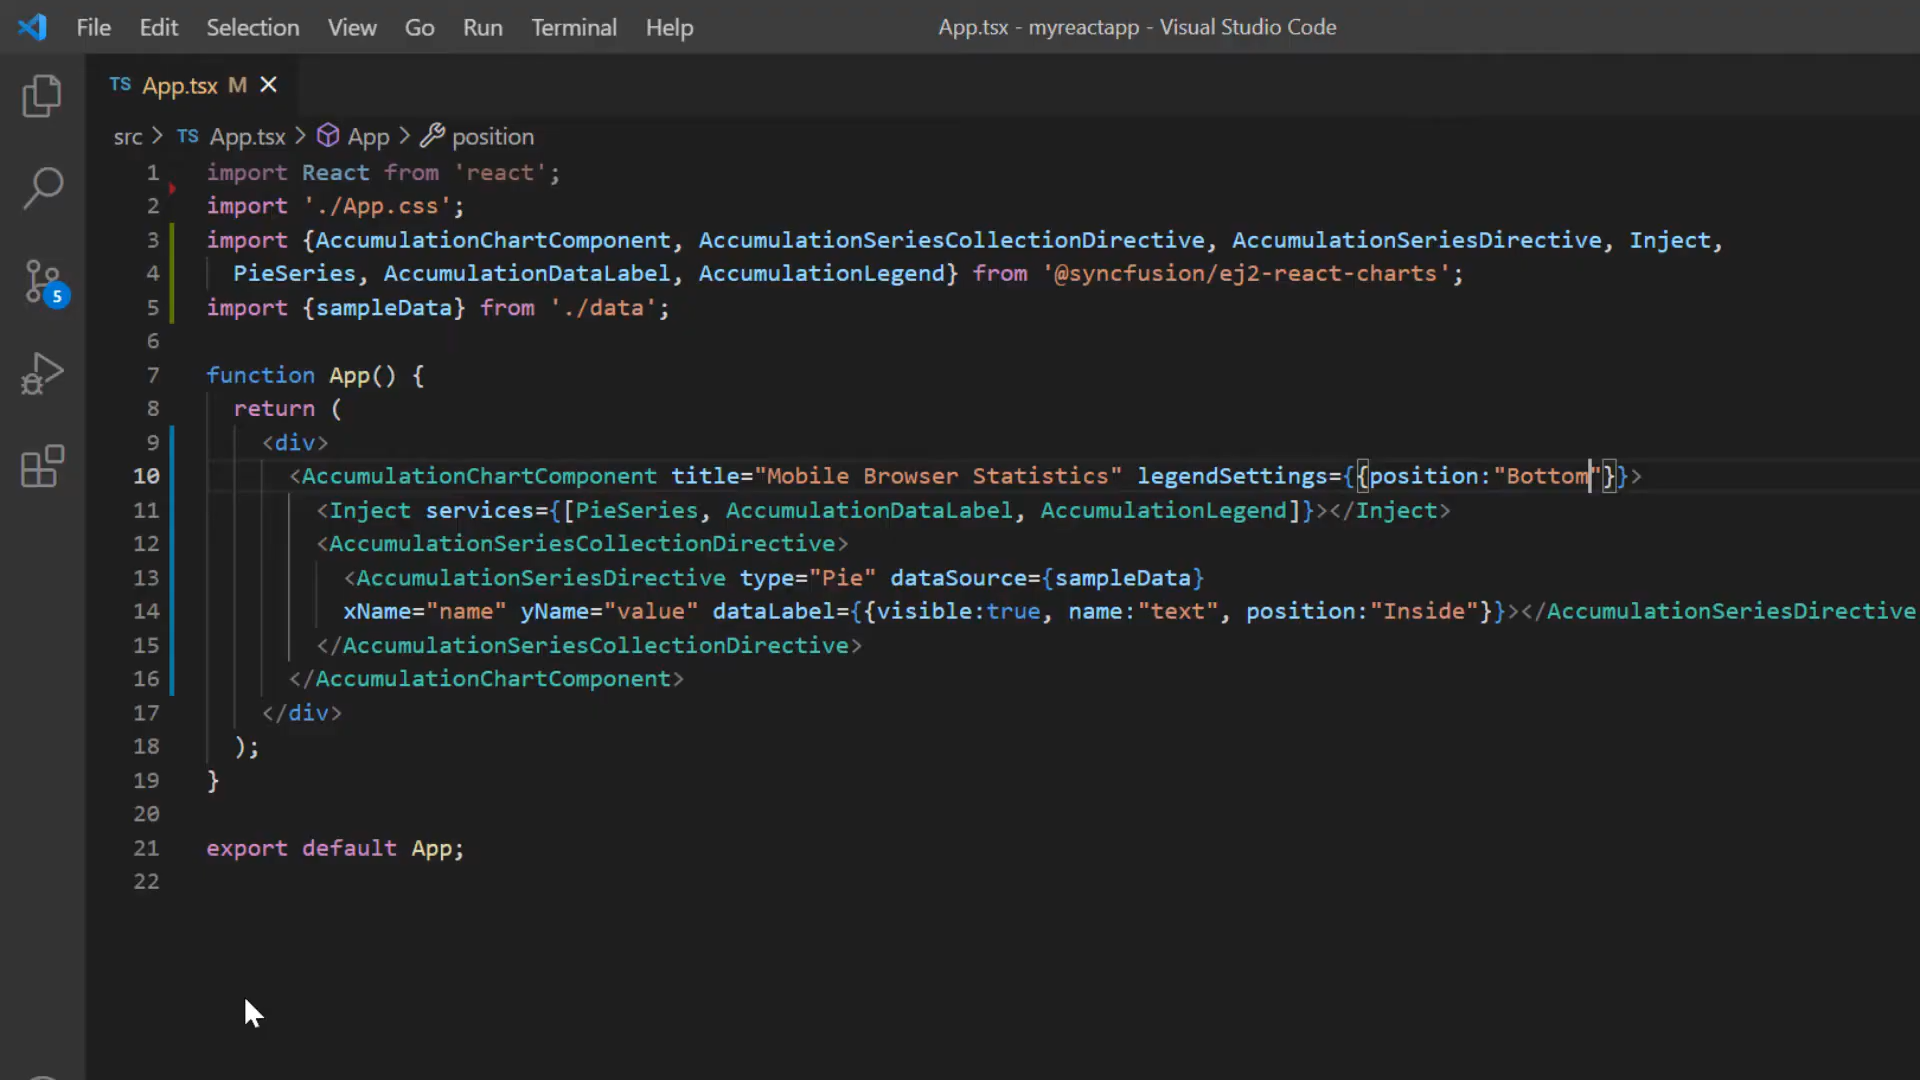 File Edit Selection View Go Run Terminal Help App.tsx - myreactapp - Visual Studio Code
TS App.tsx M
src > TS App.tsx > App > position
1 import React from 'react';
2 import './App.css';
3 import {AccumulationChartComponent, AccumulationSeriesCollectionDirective, AccumulationSeriesDirective, Inject,
4 PieSeries, AccumulationDataLabel, AccumulationLegend} from '@syncfusion/ej2-react-charts';
5 import {sampleData} from './data';
5
6
7 function App() {
8 return (
9 <div>
10 <AccumulationChartComponent title="Mobile Browser Statistics" legendSettings={{position:"Bottom"}}>
11 <Inject services={[PieSeries, AccumulationDataLabel, AccumulationLegend]}></Inject>
12 <AccumulationSeriesCollectionDirective>
13 <AccumulationSeriesDirective type="Pie" dataSource={sampleData}
14 xName="name" yName="value" dataLabel={{visible:true, name:"text", position:"Inside"}}></AccumulationSeriesDirective
15 </AccumulationSeriesCollectionDirective>
16 </AccumulationChartComponent>
17 </div>
18 );
19 }
20
21 export default App;
22